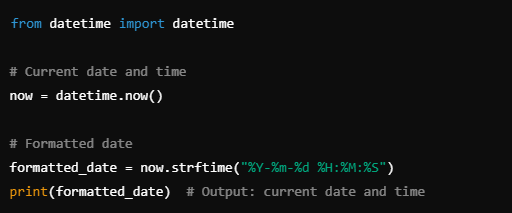 from datetime import datetime
# Current date and time
now = datetime.now()
# Formatted date
formatted_date = now.strftime("%Y-%m-%d %H:%M:%S")
print(formatted_date)  # Output: current date and time